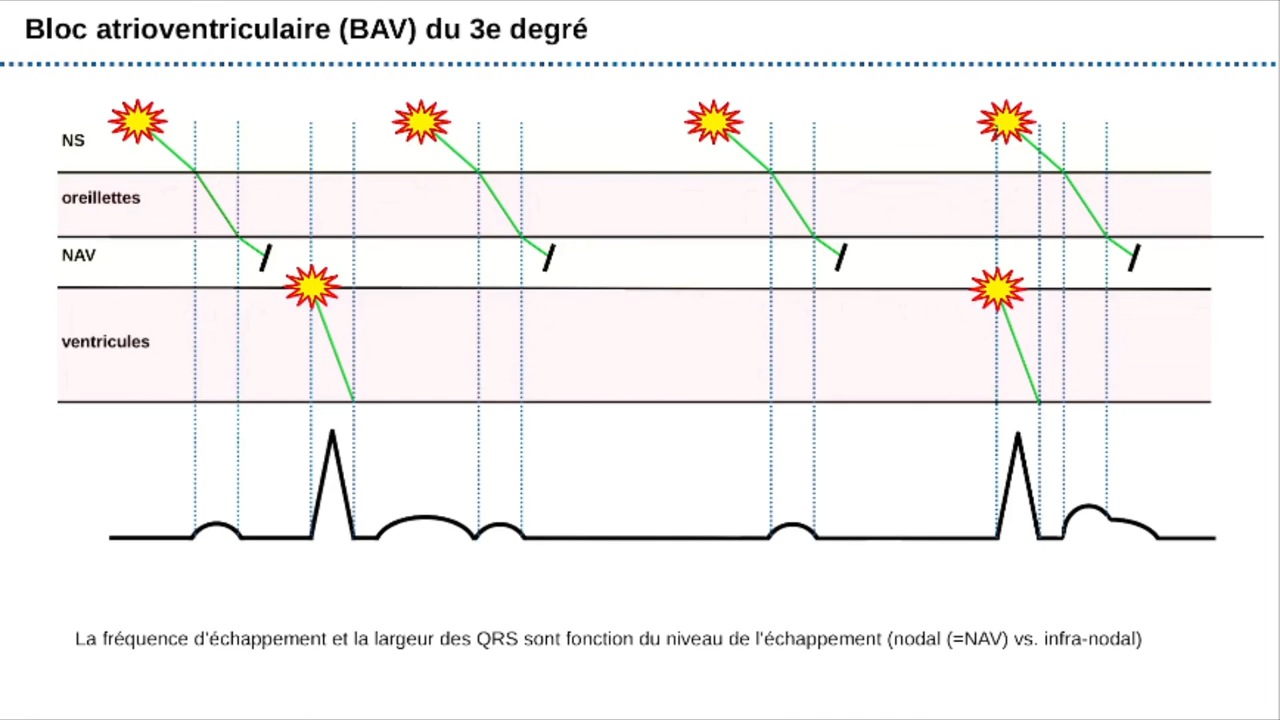 Bloc atrioventriculaire (BAV) du 3e degré
NS
oreillettes
NAV
ventricules
La fréquence d'échappement et la largeur des QRS sont fonction du niveau de l'échappement (nodal (=NAV) vs. infra-nodal)